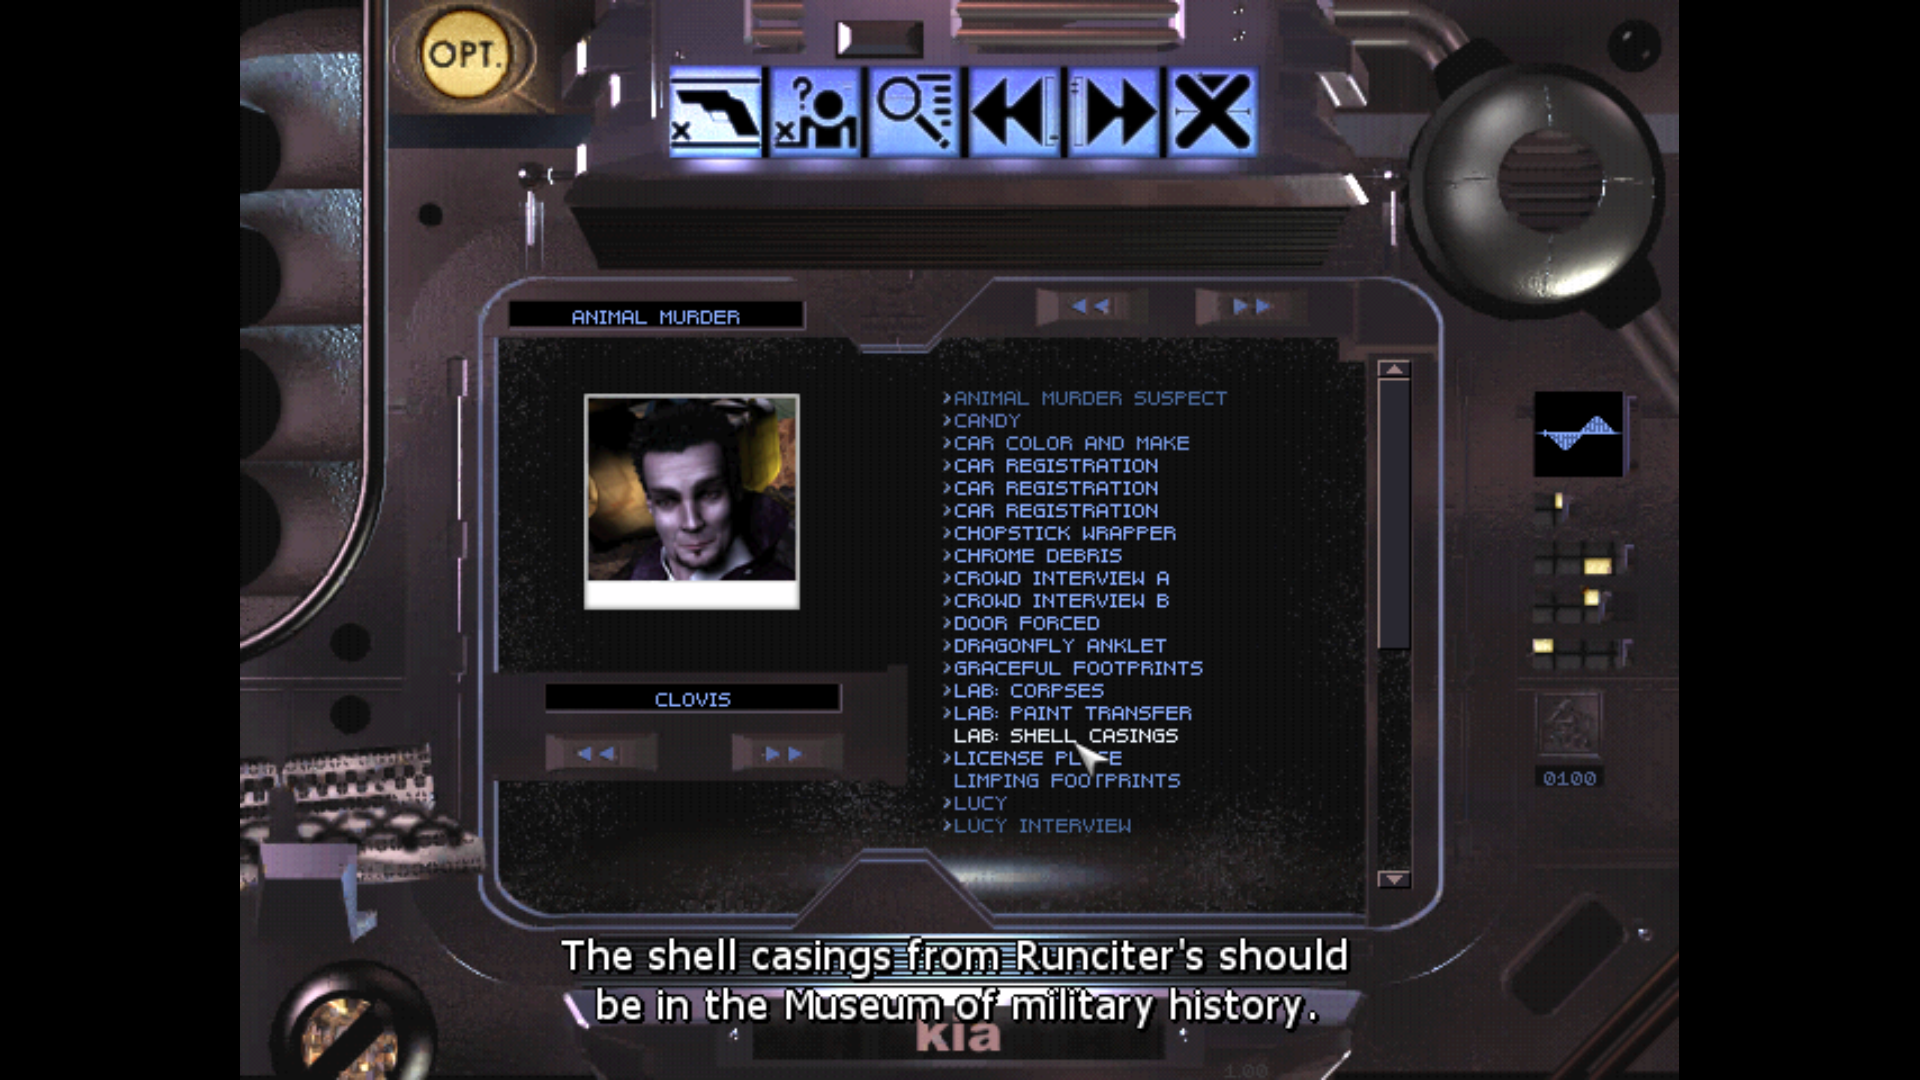 OPT.
?
x
x
ANIMAL MURDER
›ANIMAL MURDER SUSPECT
›CANDY
›CAR COLOR AND MAKE
›CAR REGISTRATION
›CAR REGISTRATION
›CAR REGISTRATION
›CHOPSTICK WRAPPER
›CHROME DEBRIS
›CROWD INTERVIEW A
›CROWD INTERVIEW B
›DOOR FORCED
›DRAGONFLY ANKLET
›GRACEFUL FOOTPRINTS
›LAB: CORPSES
›LAB: PAINT TRANSFER
LAB: SHELL CASINGS
›LICENSE
LIMPING FOOTPRINTS
›LUCY
›LUCY INTERVIEW
CLOVIS
0100
The shell casings from Runciter's should
be in the Museum of military history.
kia
1.00